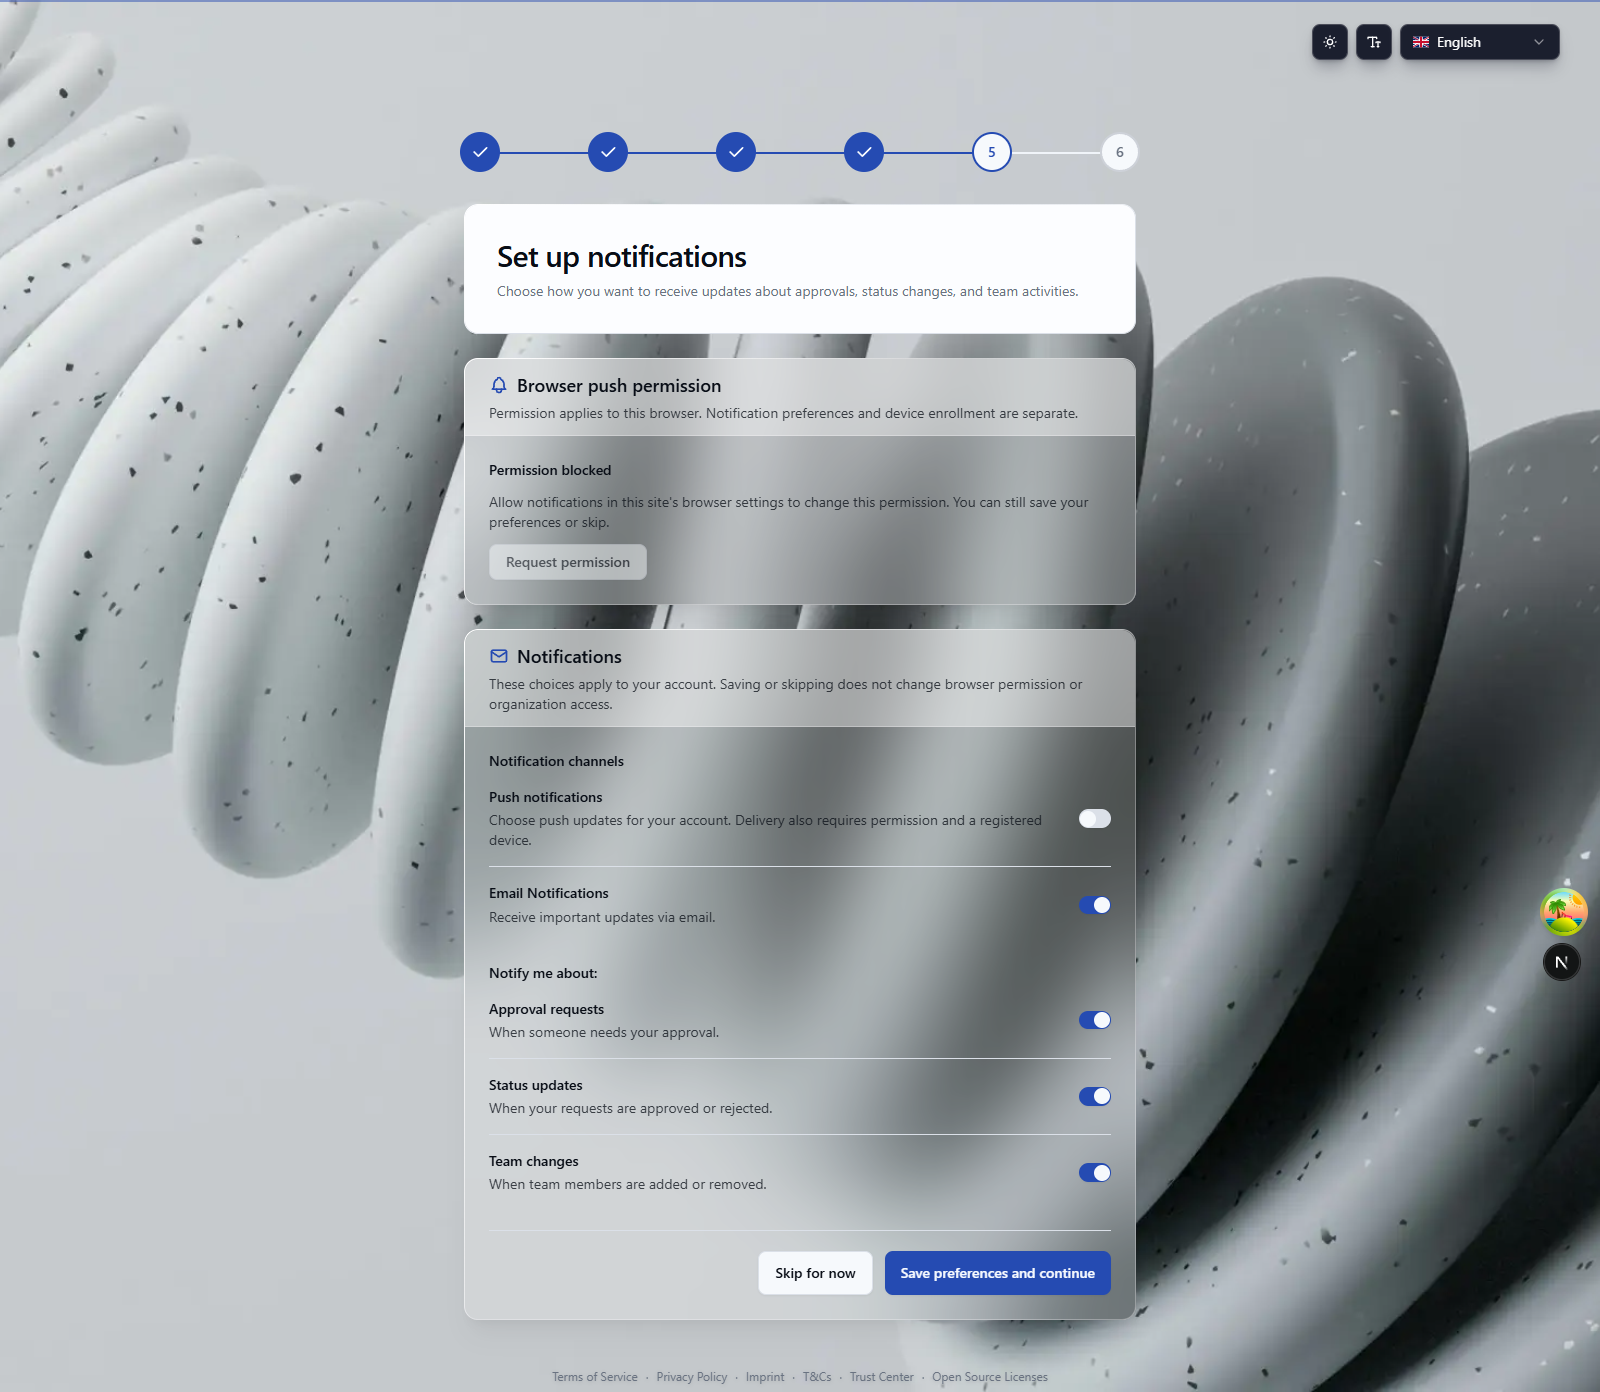 English
5
6
Set up notifications
Choose how you want to receive updates about approvals, status changes, and team activities.
Browser push permission
Permission applies to this browser. Notification preferences and device enrollment are separate.
Permission blocked
Allow notifications in this site's browser settings to change this permission. You can still save your
preferences or skip.
Request permission
Notifications
These choices apply to your account. Saving or skipping does not change browser permission or
organization access.
Notification channels
Push notifications
Choose push updates for your account. Delivery also requires permission and a registered
device.
Email Notifications
Receive important updates via email.
Notify me about:
Approval requests
When someone needs your approval.
Status updates
When your requests are approved or rejected.
Team changes
When team members are added or removed.
Skip for now
Save preferences and continue
Terms of Service · Privacy Policy · Imprint · T&Cs · Trust Center · Open Source Licenses